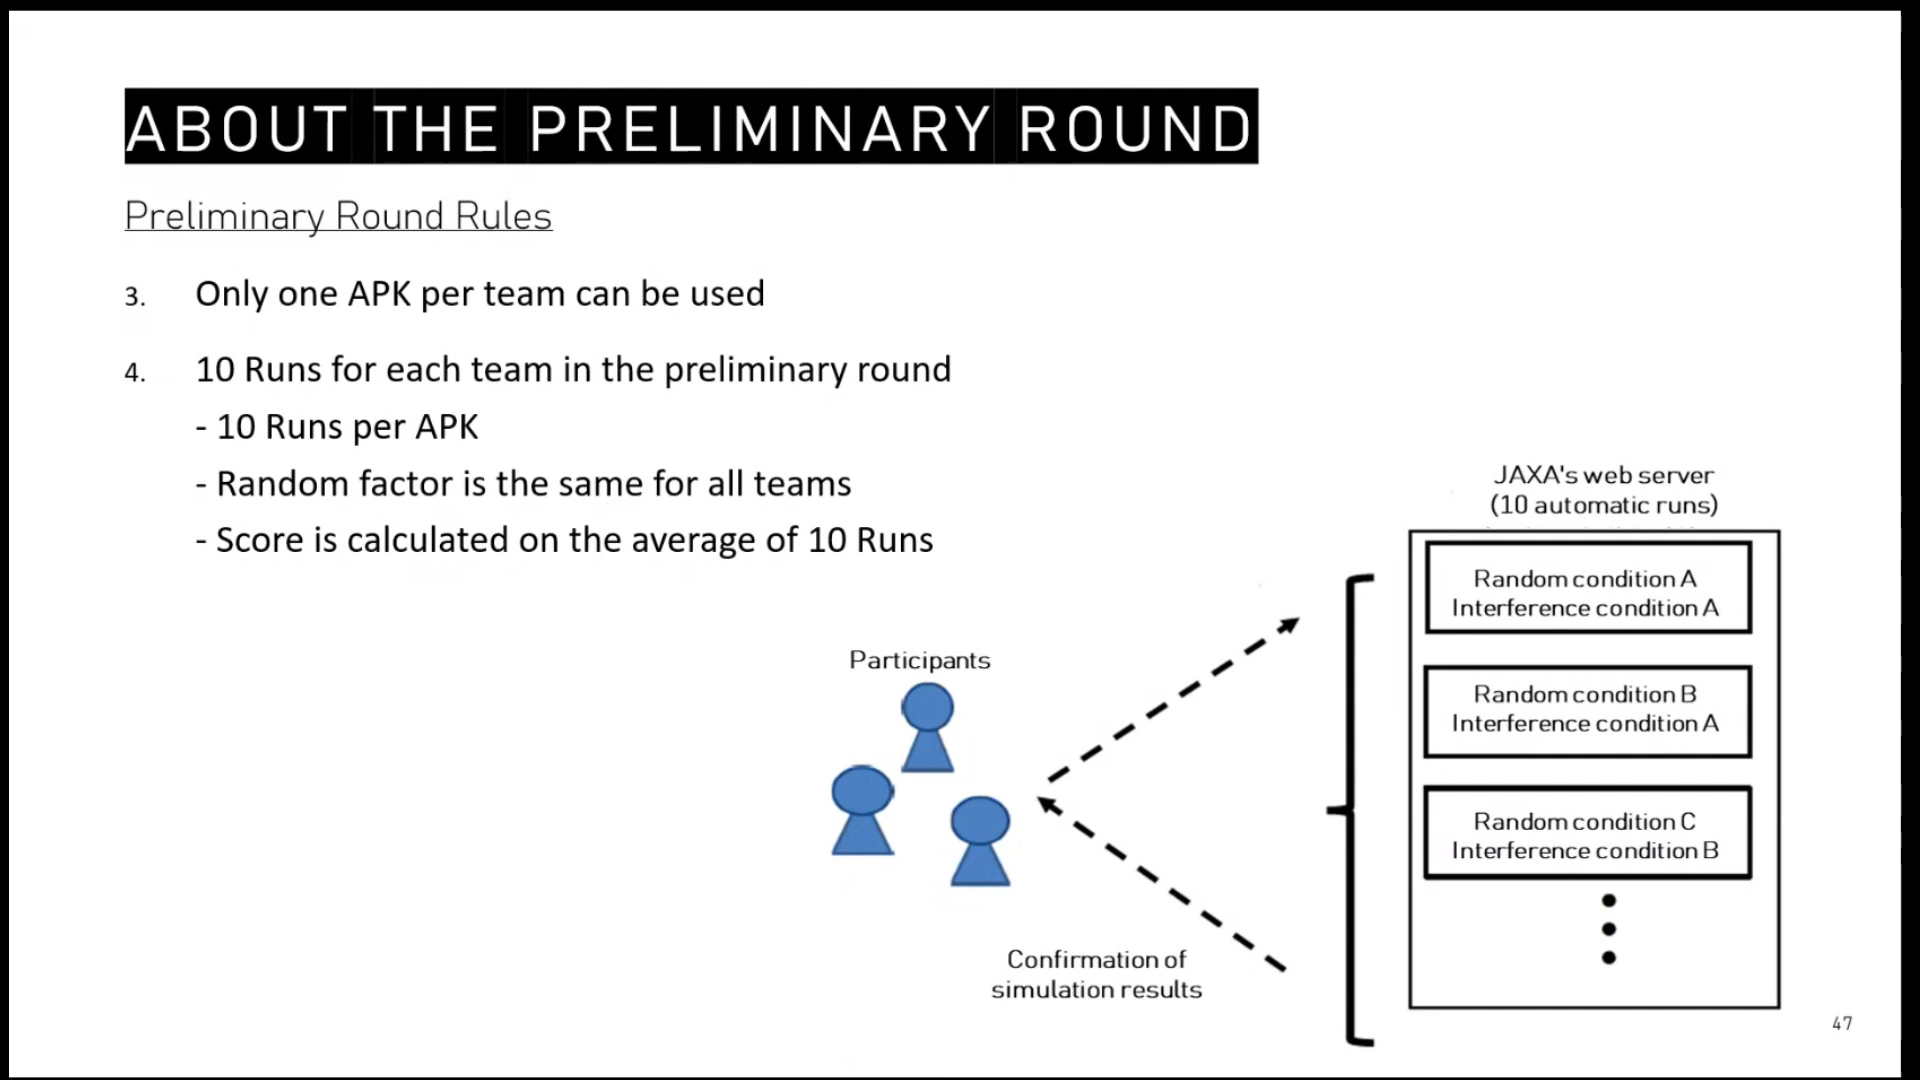 ABOUT THE PRELIMINARY ROUND
Preliminary Round Rules
3. Only one APK per team can be used
4. 10 Runs for each team in the preliminary round
- 10 Runs per APK
- Random factor is the same for all teams
- Score is calculated on the average of 10 Runs
Participants
Confirmation of
simulation results
JAXA's web server
(10 automatic runs)
Random condition A
Interference condition A
Random condition B
Interference condition A
Random condition C
Interference condition B
47